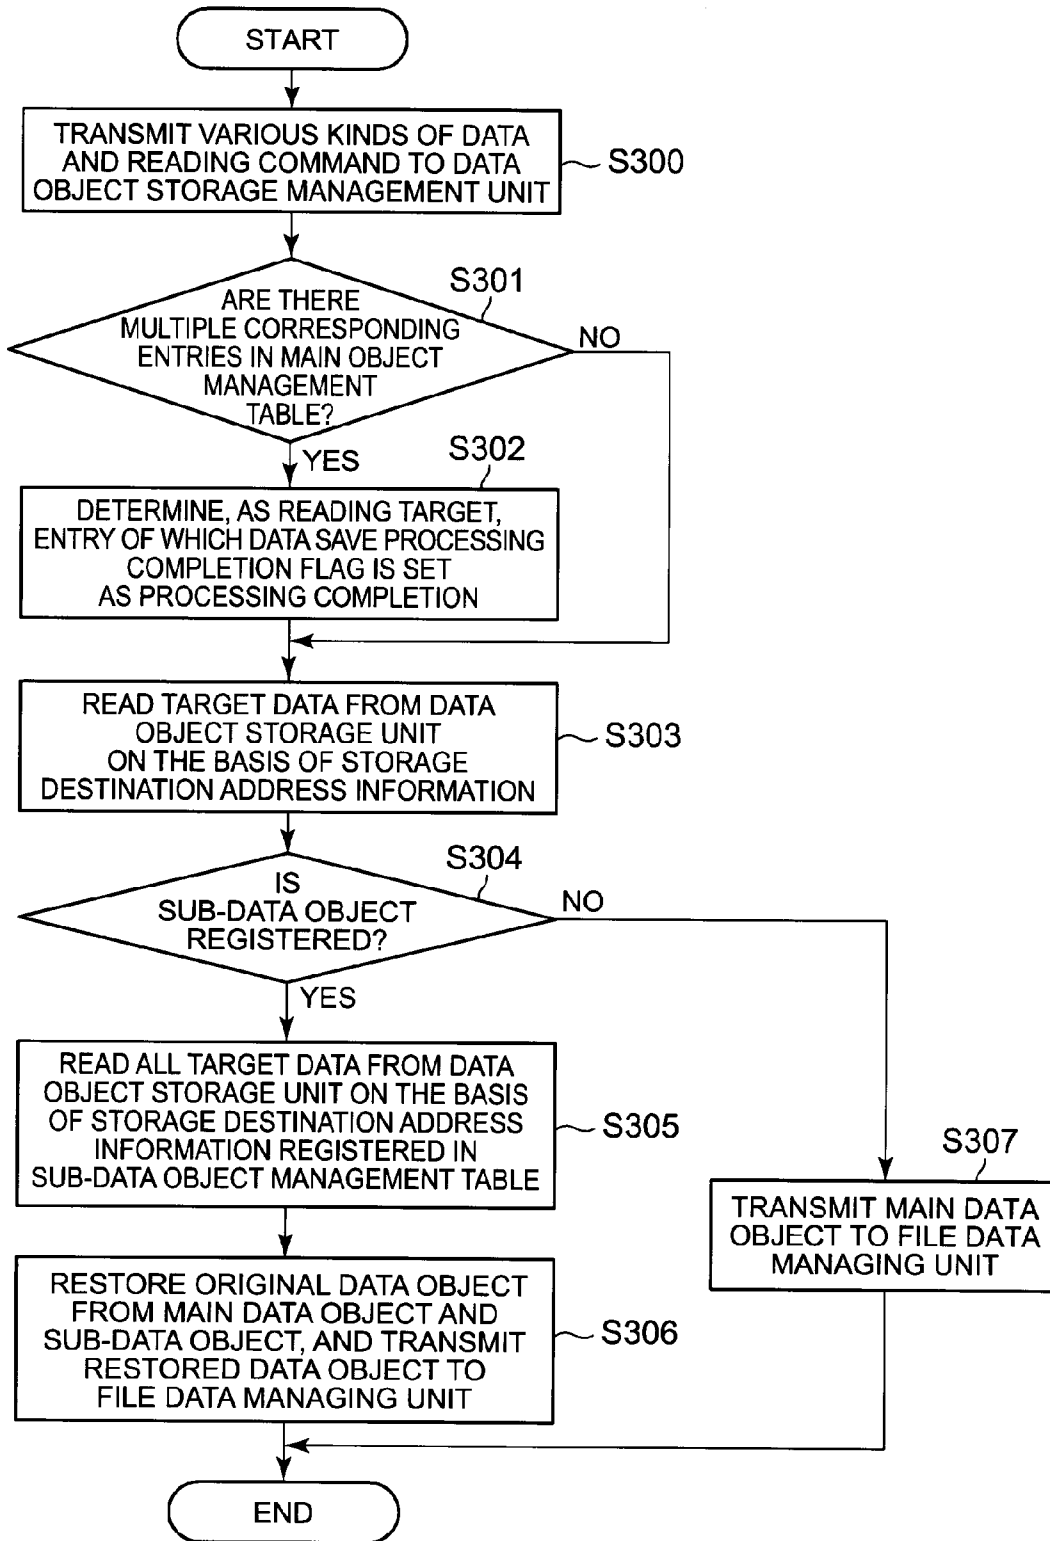 START
TRANSMIT VARIOUS KINDS OF DATA
AND READING COMMAND TO DATA
OBJECT STORAGE MANAGEMENT UNIT
S300
S301
ARE THERE
MULTIPLE CORRESPONDING
ENTRIES IN MAIN OBJECT
MANAGEMENT
TABLE?
NO
YES
S302
DETERMINE, AS READING TARGET,
ENTRY OF WHICH DATA SAVE PROCESSING
COMPLETION FLAG IS SET
AS PROCESSING COMPLETION
READ TARGET DATA FROM DATA
OBJECT STORAGE UNIT
ON THE BASIS OF STORAGE
DESTINATION ADDRESS INFORMATION
S303
S304
IS
SUB-DATA OBJECT
REGISTERED?
NO
YES
READ ALL TARGET DATA FROM DATA
OBJECT STORAGE UNIT ON THE BASIS
OF STORAGE DESTINATION ADDRESS
INFORMATION REGISTERED IN
SUB-DATA OBJECT MANAGEMENT TABLE
S305
S307
TRANSMIT MAIN DATA
OBJECT TO FILE DATA
MANAGING UNIT
RESTORE ORIGINAL DATA OBJECT
FROM MAIN DATA OBJECT AND
SUB-DATA OBJECT, AND TRANSMIT
RESTORED DATA OBJECT TO
FILE DATA MANAGING UNIT
S306
END